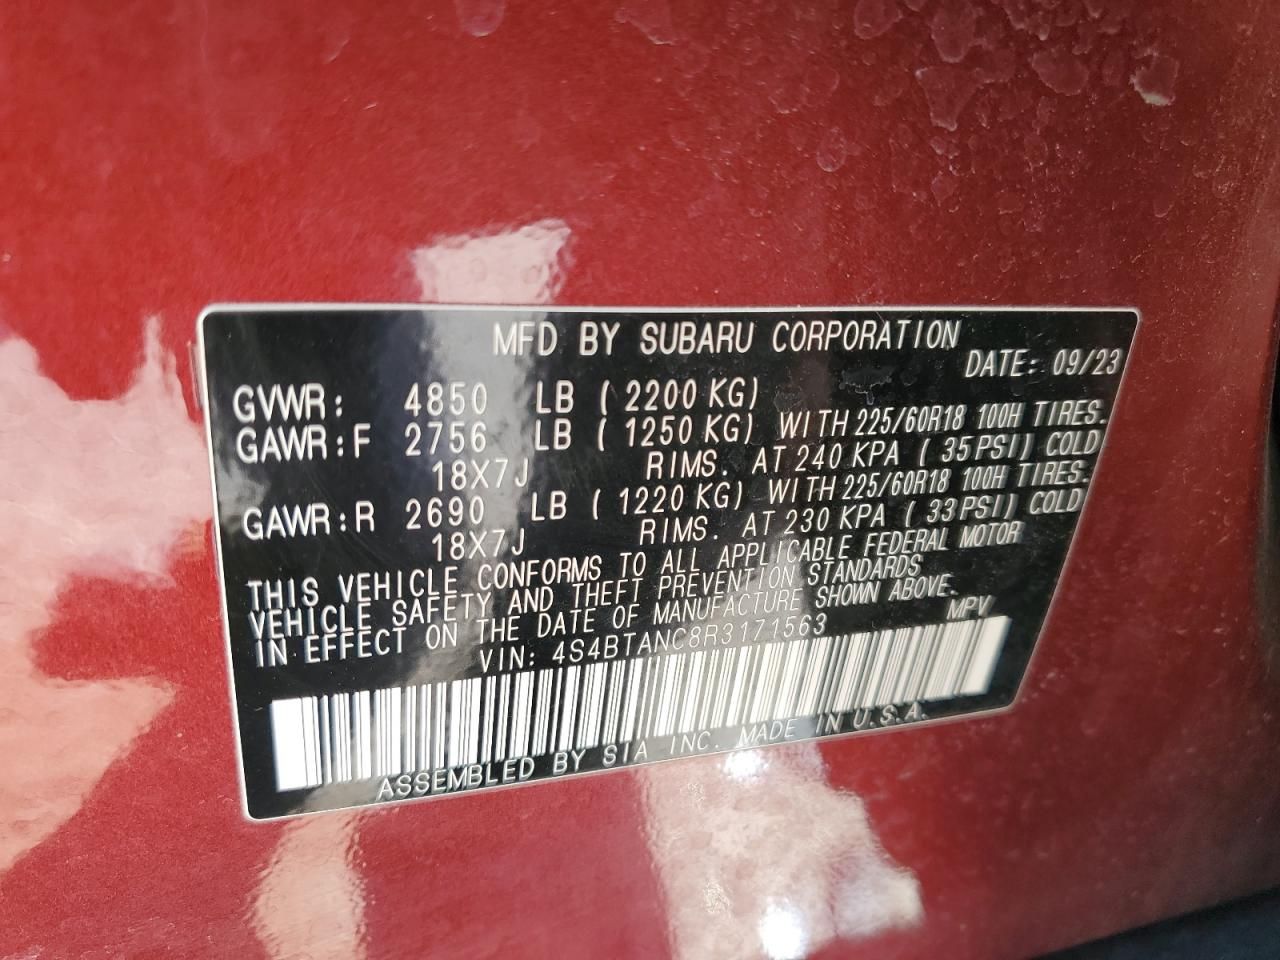 MFD BY SUBARU CORPORATION
DATE: 09/23
GVWR: 4850 LB (2200 KG)
GAWR:F 2756 LB (1250 KG) WITH 225/60R18 100H TIRES.
18X7J RIMS. AT 240 KPA (35PSI) COLD
GAWR:R 2690 LB (1220 KG) WITH 225/60R18 100H TIRES.
18X7J RIMS. AT 230 KPA (33PSI) COLD
THIS VEHICLE CONFORMS TO ALL APPLICABLE FEDERAL MOTOR
VEHICLE SAFETY AND THEFT PREVENTION STANDARDS
IN EFFECT ON THE DATE OF MANUFACTURE SHOWN ABOVE.
VIN: 4S4BTANC8R3171563 MPV
ASSEMBLED BY SIA INC. MADE IN U.S.A.